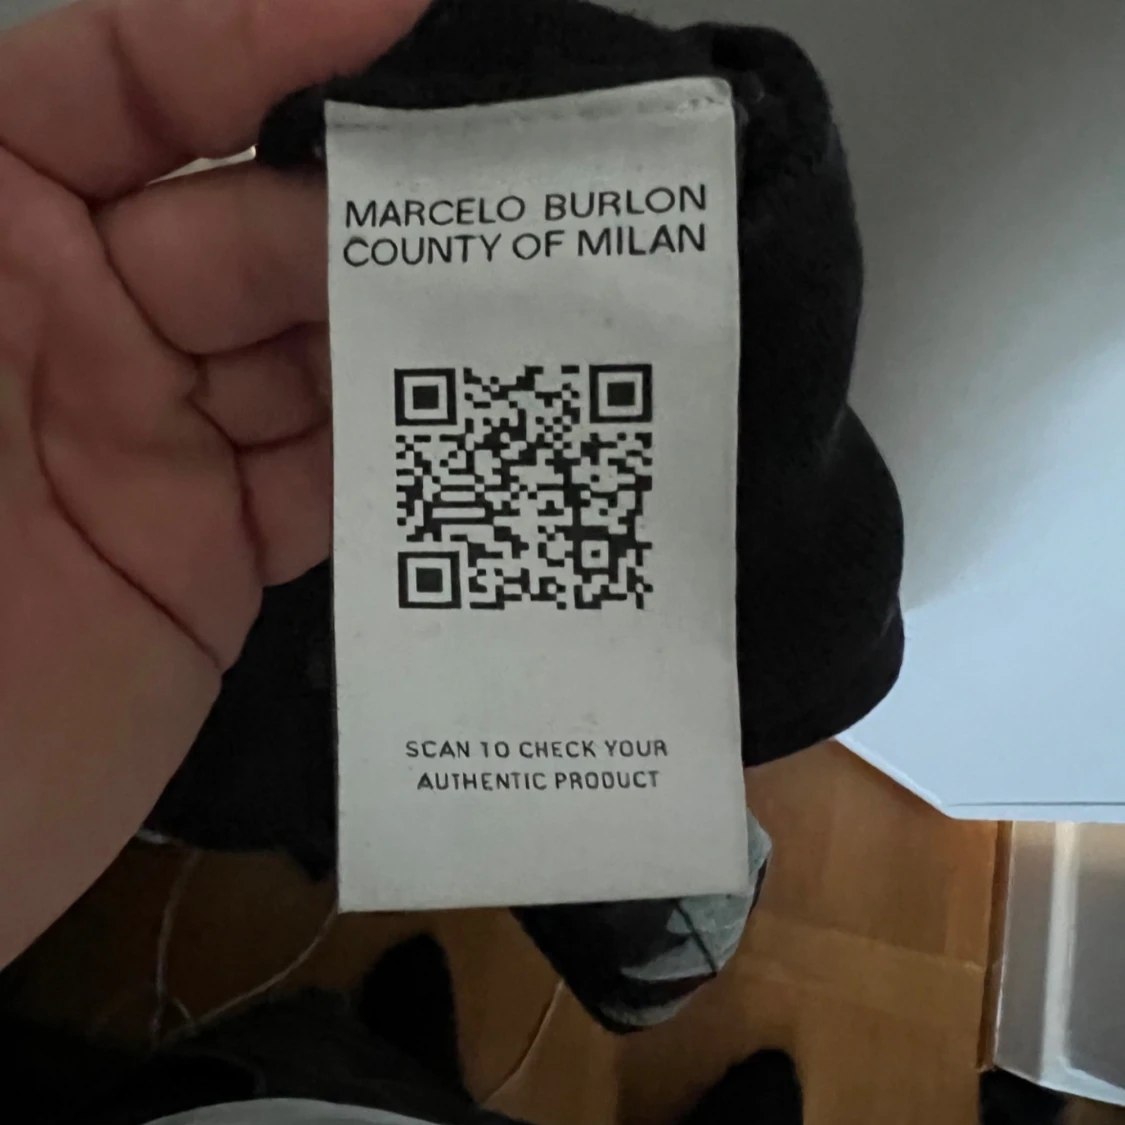 MARCELO BURLON
COUNTY OF MILAN
SCAN TO CHECK YOUR
AUTHENTIC PRODUCT